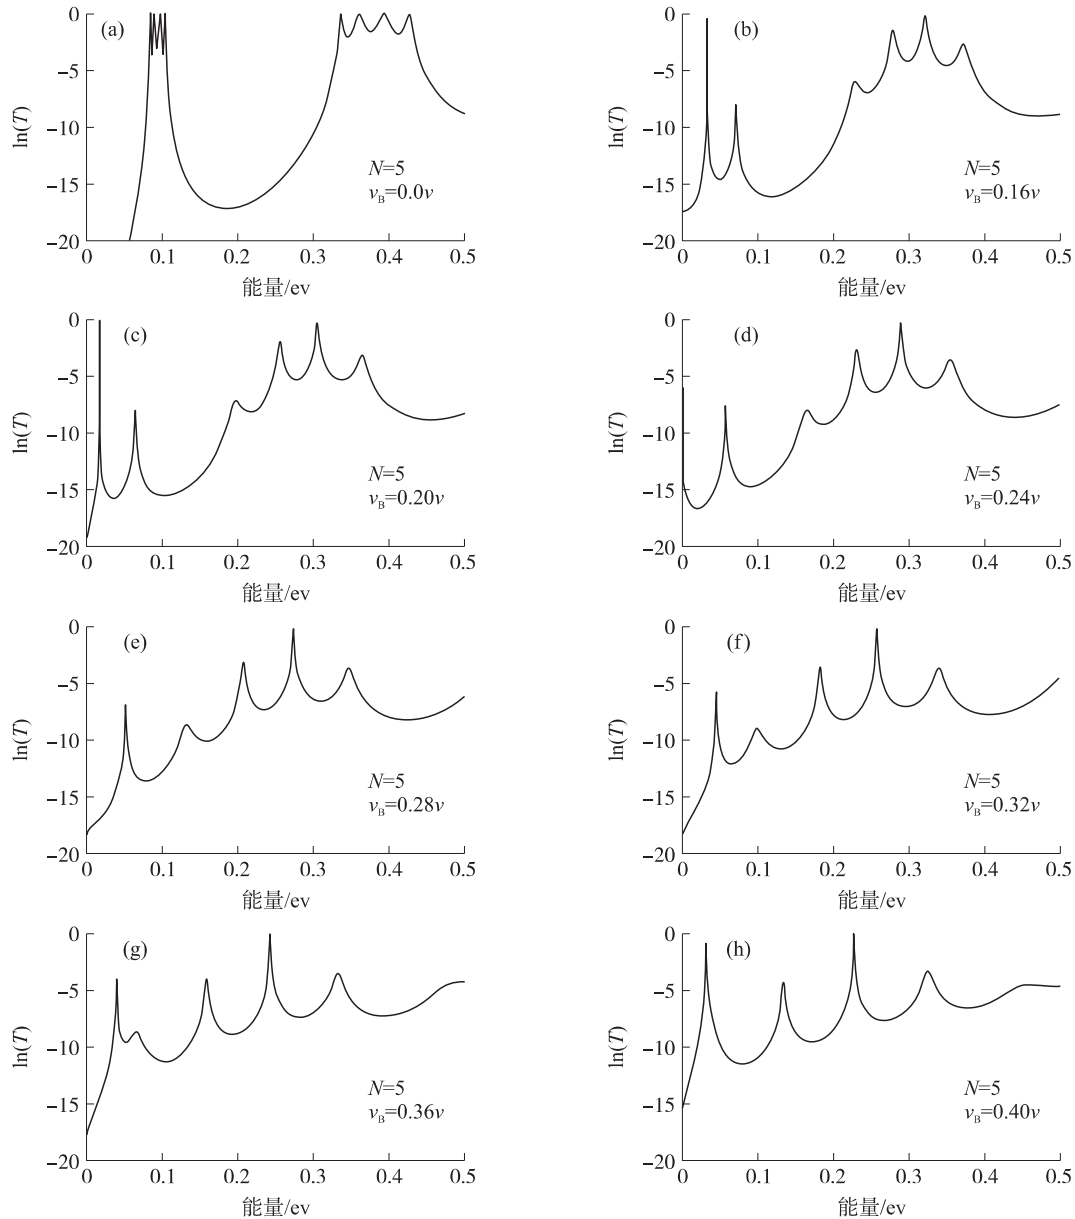 (a)
ln(T)
0
−5
−10
−15
−20
N=5
v_B=0.0v
0 0.1 0.2 0.3 0.4 0.5
能量/ev
(b)
ln(T)
0
−5
−10
−15
−20
N=5
v_B=0.16v
0 0.1 0.2 0.3 0.4 0.5
能量/ev
(c)
ln(T)
0
−5
−10
−15
−20
N=5
v_B=0.20v
0 0.1 0.2 0.3 0.4 0.5
能量/ev
(d)
ln(T)
0
−5
−10
−15
−20
N=5
v_B=0.24v
0 0.1 0.2 0.3 0.4 0.5
能量/ev
(e)
ln(T)
0
−5
−10
−15
−20
N=5
v_B=0.28v
0 0.1 0.2 0.3 0.4 0.5
能量/ev
(f)
ln(T)
0
−5
−10
−15
−20
N=5
v_B=0.32v
0 0.1 0.2 0.3 0.4 0.5
能量/ev
(g)
ln(T)
0
−5
−10
−15
−20
N=5
v_B=0.36v
0 0.1 0.2 0.3 0.4 0.5
能量/ev
(h)
ln(T)
0
−5
−10
−15
−20
N=5
v_B=0.40v
0 0.1 0.2 0.3 0.4 0.5
能量/ev